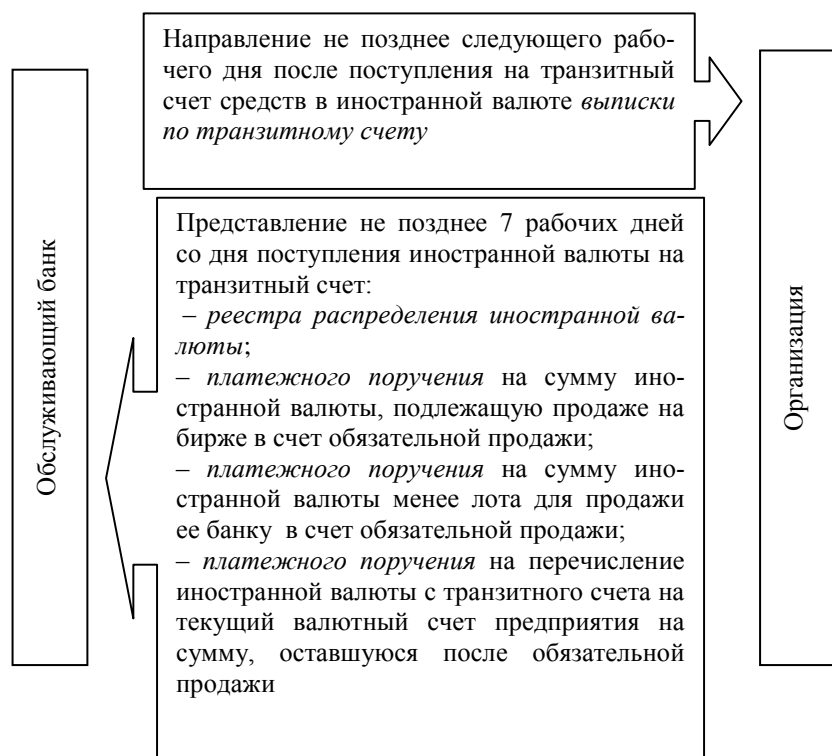 Направление не позднее следующего рабо-
чего дня после поступления на транзитный
счет средств в иностранной валюте выписки
по транзитному счету
Обслуживающий банк
Представление не позднее 7 рабочих дней
со дня поступления иностранной валюты на
транзитный счет:
– реестра распределения иностранной ва-
люты;
– платежного поручения на сумму ино-
странной валюты, подлежащую продаже на
бирже в счет обязательной продажи;
– платежного поручения на сумму ино-
странной валюты менее лота для продажи
ее банку в счет обязательной продажи;
– платежного поручения на перечисление
иностранной валюты с транзитного счета на
текущий валютный счет предприятия на
сумму, оставшуюся после обязательной
продажи
Организация